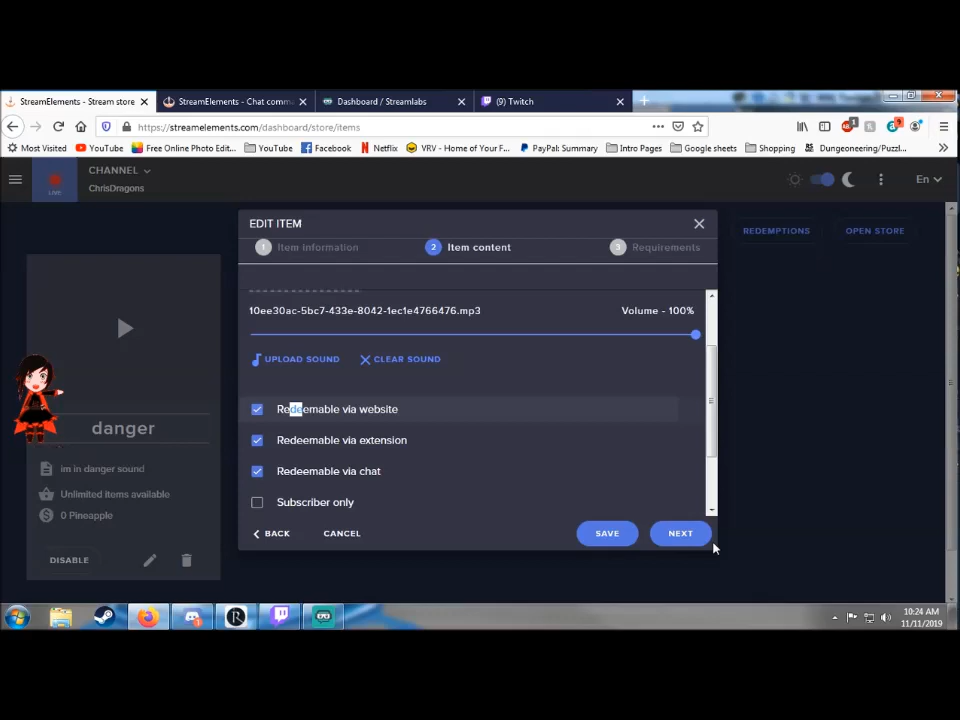 StreamElements - Stream store
StreamElements - Chat comm
Dashboard / Streamlabs
(9) Twitch
https://streamelements.com/dashboard/store/items
1
9
Most Visited
YouTube
Free Online Photo Edit...
YouTube
Facebook
Netflix
VRV - Home of Your F...
PayPal: Summary
Intro Pages
Google sheets
Shopping
Dungeoneering/Puzzl...
LIVE
CHANNEL
ChrisDragons
En
EDIT ITEM
REDEMPTIONS
OPEN STORE
1 Item Information
2 Item content
3 Requirements
10ee30ac-5bc7-433e-8042-1ec1e4766476.mp3
Volume - 100%
UPLOAD SOUND
CLEAR SOUND
Redeemable via website
Redeemable via extension
Redeemable via chat
Subscriber only
BACK
CANCEL
SAVE
NEXT
danger
im in danger sound
Unlimited items available
0 Pineapple
DISABLE
10:24 AM
11/11/2019